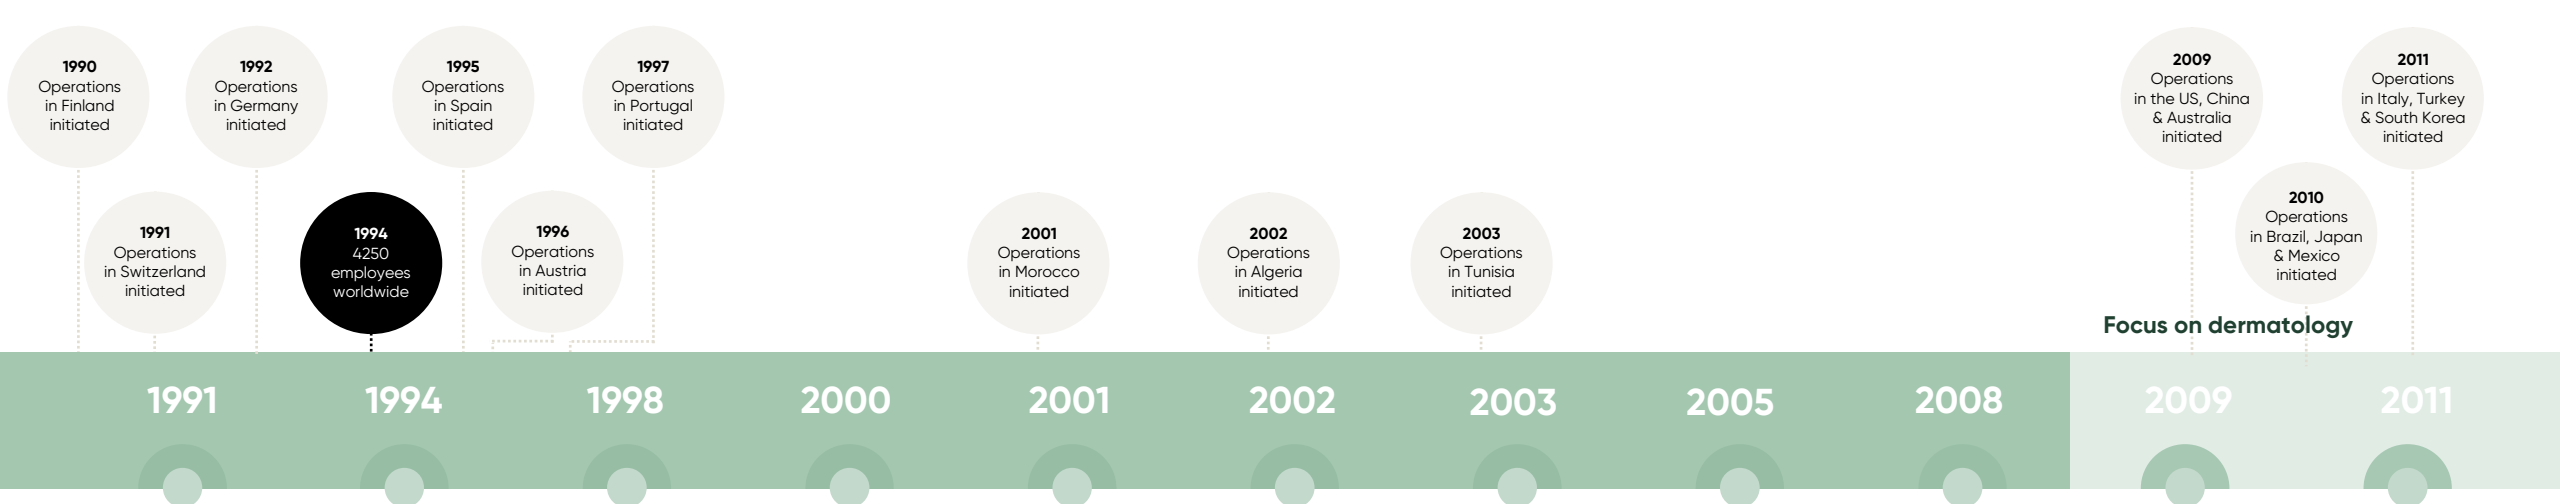 1990
Operations
in Finland
initiated
1992
Operations
in Germany
initiated
1995
Operations
in Spain
initiated
1997
Operations
in Portugal
initiated
2009
Operations
in the US, China
& Australia
initiated
2011
Operations
in Italy, Turkey
& South Korea
initiated
1991
Operations
in Switzerland
initiated
1994
4250
employees
worldwide
1996
Operations
in Austria
initiated
2001
Operations
in Morocco
initiated
2002
Operations
in Algeria
initiated
2003
Operations
in Tunisia
initiated
2010
Operations
in Brazil, Japan
& Mexico
initiated
Focus on dermatology
1991 1994 1998 2000 2001 2002 2003 2005 2008 2009 2011